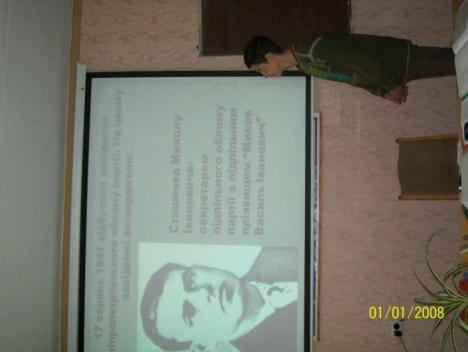 17 серпня 1941 відбулося засідання
Дніпропетровського обкому партії. На цьому
засіданні затверджено:
Сташкова Миколу
Івановича-
секретарем
підпільного обкому
партії з підпільним
прізвищем "Мисов
Василь Іванович"
01/01/2008